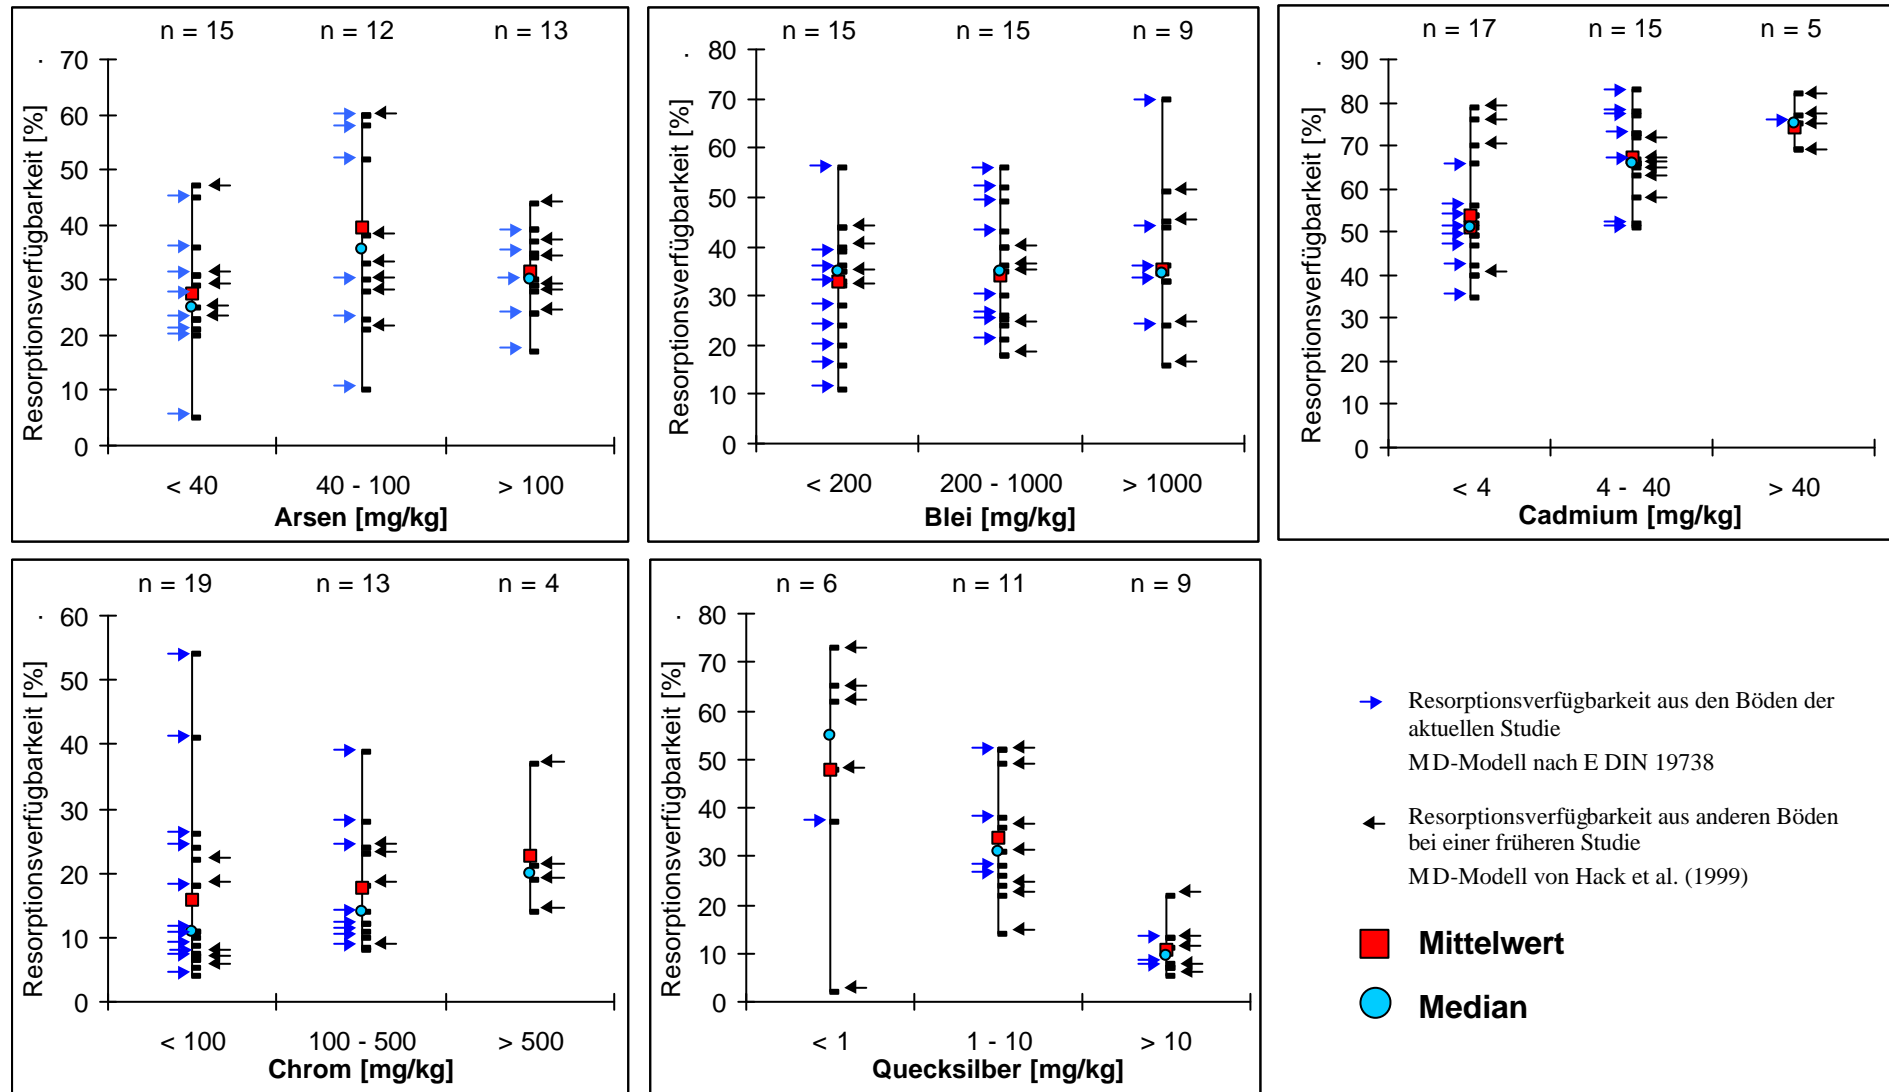 n = 15 n = 12 n = 13
Resorptionsverfügbarkeit [%] .
70
60
50
40
30
20
10
0
< 40 40 - 100 > 100
Arsen [mg/kg]
n = 15 n = 15 n = 9
Resorptionsverfügbarkeit [%] .
80
70
60
50
40
30
20
10
0
< 200 200 - 1000 > 1000
Blei [mg/kg]
n = 17 n = 15 n = 5
Resorptionsverfügbarkeit [%] .
90
80
70
60
50
40
30
20
10
0
< 4 4 - 40 > 40
Cadmium [mg/kg]
n = 19 n = 13 n = 4
Resorptionsverfügbarkeit [%] .
60
50
40
30
20
10
0
< 100 100 - 500 > 500
Chrom [mg/kg]
n = 6 n = 11 n = 9
Resorptionsverfügbarkeit [%] .
80
70
60
50
40
30
20
10
0
< 1 1 - 10 > 10
Quecksilber [mg/kg]
Resorptionsverfügbarkeit aus den Böden der
aktuellen Studie
MD-Modell nach E DIN 19738
Resorptionsverfügbarkeit aus anderen Böden
bei einer früheren Studie
MD-Modell von Hack et al. (1999)
Mittelwert
Median